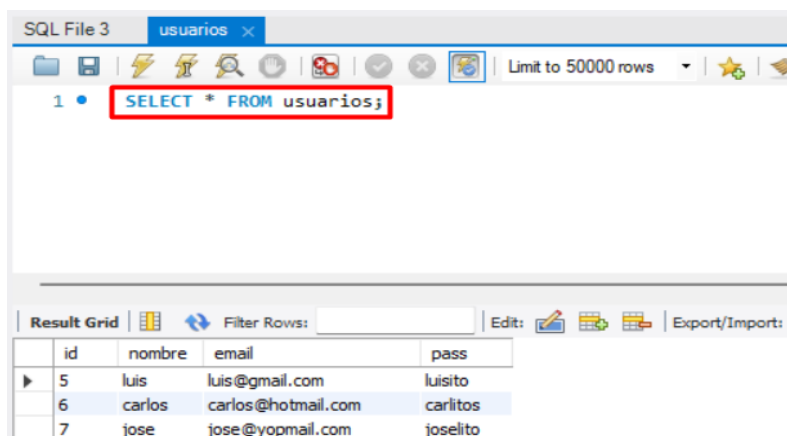 SQL File 3 usuarios
Limit to 50000 rows
1 SELECT * FROM usuarios;
Result Grid Filter Rows: Edit: Export/Import:
id nombre email pass
5 luis luis@gmail.com luisito
6 carlos carlos@hotmail.com carlitos
7 jose jose@yopmail.com joselito